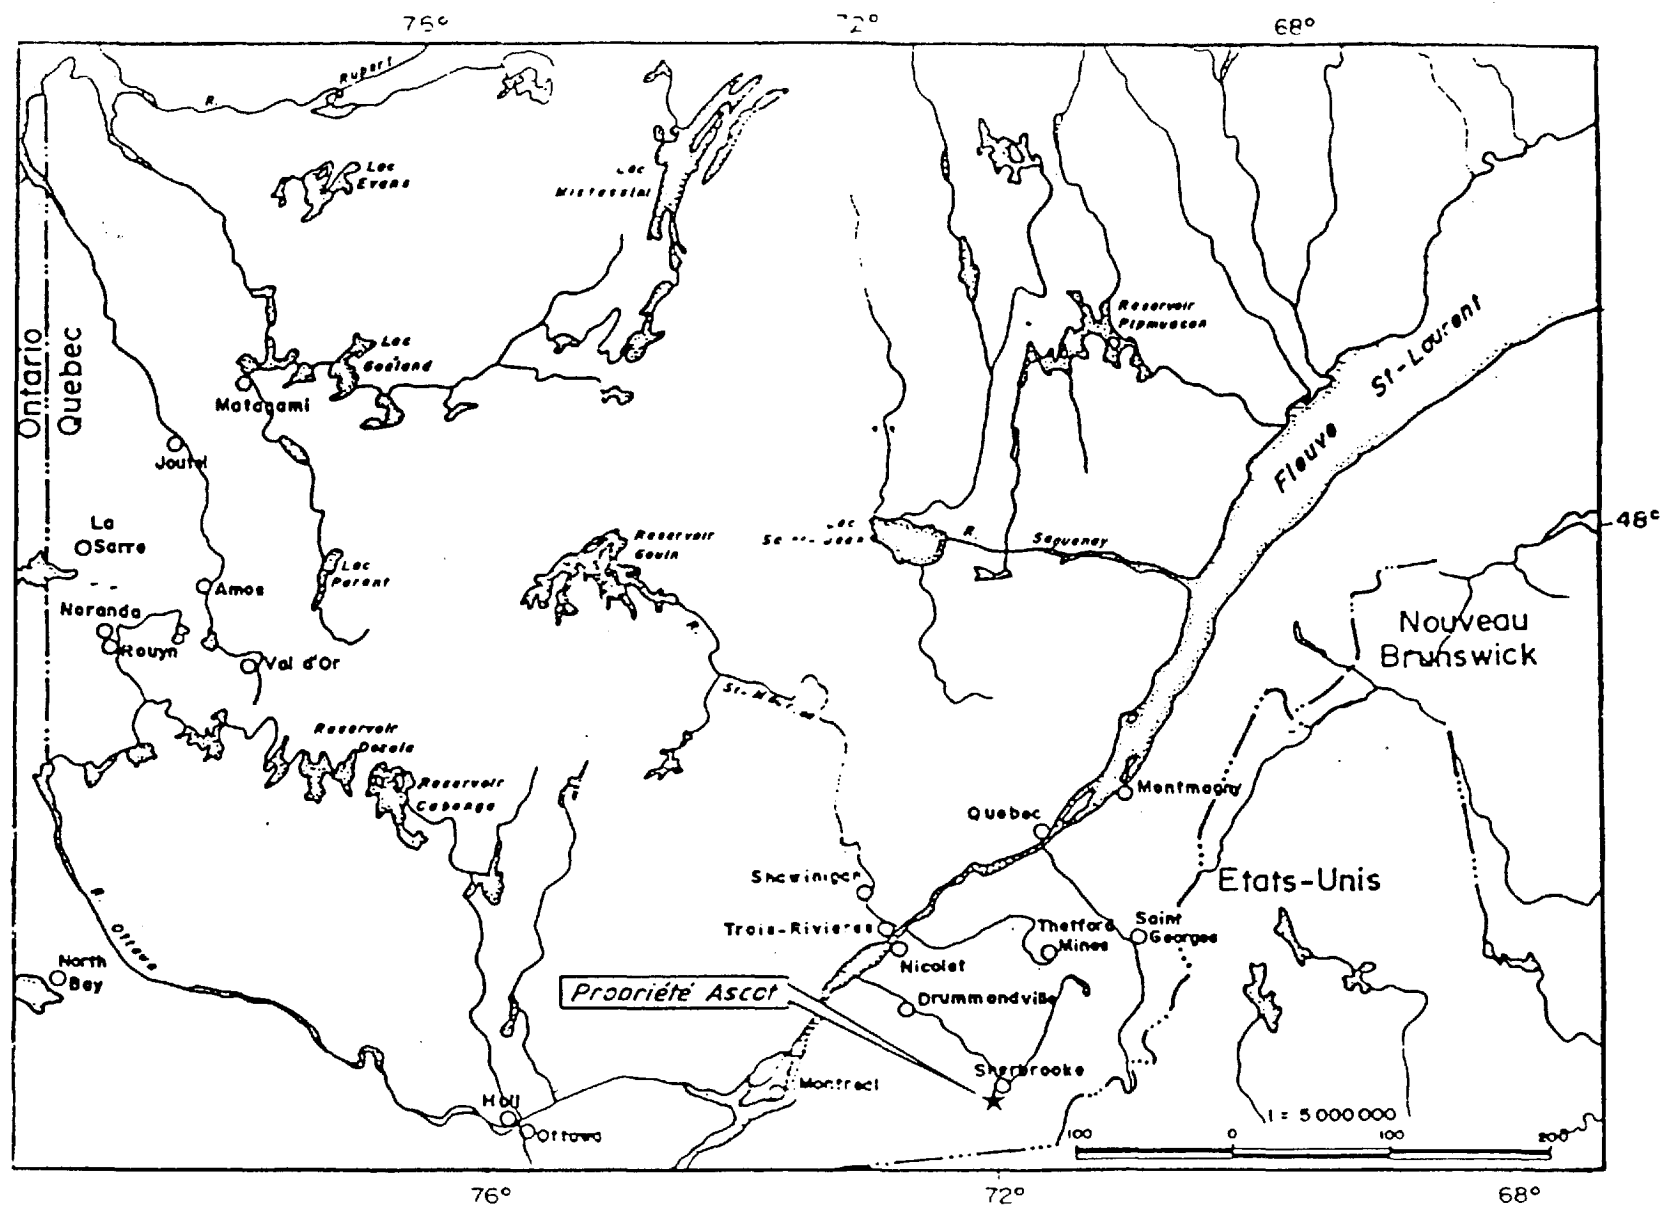 76°
72°
68°
R. Rupert
Lac
Evans
Lac
Mistassini
Reservoir
Pipmuacan
Ontario
Quebec
Lac
Goéland
Matagami
Fleuve St-Laurent
Joutel
48°
La
Sarre
Reservoir
Gouin
Lac
R. Saguenay
Lac
Parent
Amos
Noranda
Rouyn
Val d'Or
R.
Nouveau
Brunswick
Reservoir
Reservoir
Cabonga
Montmagny
Quebec
Shawinigan
Etats-Unis
R. Ottawa
Trois-Rivieres
Thetford
Mines
Saint
Georges
Nicolet
North
Bay
Propriété Ascot
Drummondville
Sherbrooke
Montreal
Hull
Ottawa
1 = 5 000 000
100 0 100 200
76°
72°
68°